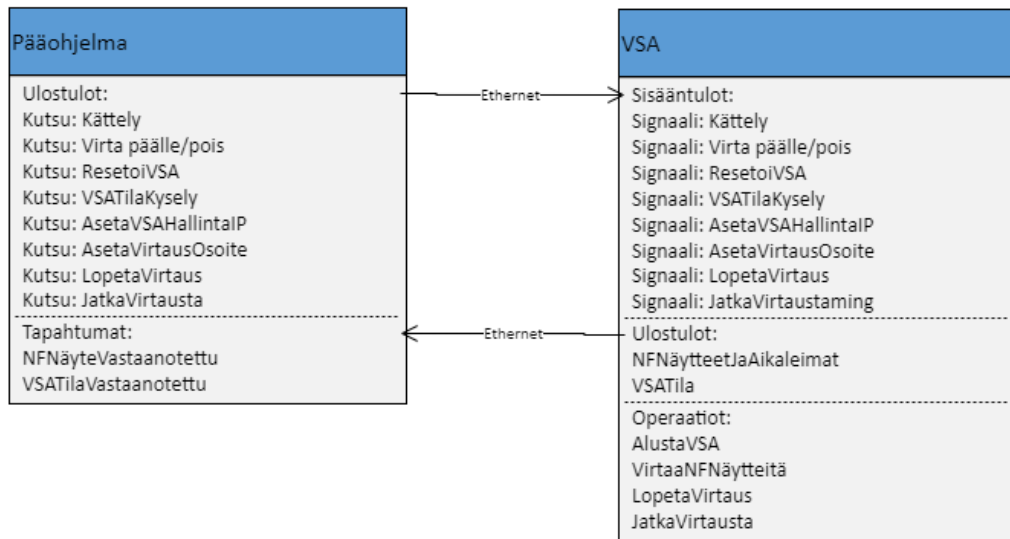 Pääohjelma
Ulostulot:
Kutsu: Kättely
Kutsu: Virta päälle/pois
Kutsu: ResetoiVSA
Kutsu: VSATilaKysely
Kutsu: AsetaVSAHallintaIP
Kutsu: AsetaVirtausOsoite
Kutsu: LopetaVirtaus
Kutsu: JatkaVirtausta
Tapahtumat:
NFNäyteVastaanotettu
VSATilaVastaanotettu
Ethernet
Ethernet
VSA
Sisääntulot:
Signaali: Kättely
Signaali: Virta päälle/pois
Signaali: ResetoiVSA
Signaali: VSATilaKysely
Signaali: AsetaVSAHallintaIP
Signaali: AsetaVirtausOsoite
Signaali: LopetaVirtaus
Signaali: JatkaVirtaustaming
Ulostulot:
NFNäytteetJaAikaleimat
VSATila
Operaatiot:
AlustaVSA
VirtaaNFNäytteitä
LopetaVirtaus
JatkaVirtausta